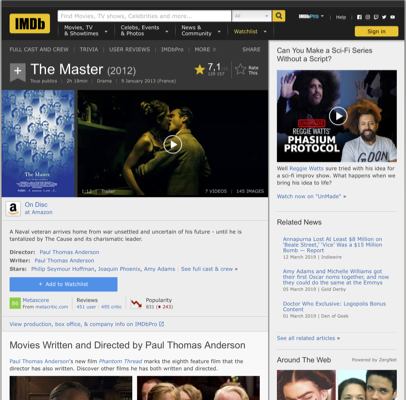 IMDb
Find Movies, TV shows, Celebrities and more...
All
Movies, TV & Showtimes
Celebs, Events & Photos
News & Community
Watchlist
IMDbPro
Help
Sign in
FULL CAST AND CREW | TRIVIA | USER REVIEWS | IMDbPro | MORE
SHARE
The Master (2012)
7,1
Rate This
Tous publics | 2h 18min | Drama | 9 January 2013 (France)
The Master
Trailer
7 VIDEOS | 145 IMAGES
On Disc
at Amazon
A Naval veteran arrives home from war unsettled and uncertain of his future - until he is tantalized by The Cause and its charismatic leader.
Director: Paul Thomas Anderson
Writer: Paul Thomas Anderson
Stars: Philip Seymour Hoffman, Joaquin Phoenix, Amy Adams | See full cast & crew »
+ Add to Watchlist
Metascore
From metacritic.com
Reviews
451 user | 495 critic
Popularity
831 ( 243)
View production, box office, & company info on IMDbPro
Movies Written and Directed by Paul Thomas Anderson
Paul Thomas Anderson's new film Phantom Thread marks the eighth feature film that the director has also written. Discover other films he has both written and directed.
Can You Make a Sci-Fi Series Without a Script?
REGGIE WATTS'
PHASIUM
PROTOCOL
Well Reggie Watts sure tried with his idea for a sci-fi improv show. What happens when we bring his idea to life?
Watch now on "UnMade" »
Related News
Annapurna Lost At Least $8 Million on 'Beale Street,' 'Vice' Was a $15 Million Bomb — Report
12 March 2019 | Indiewire
Amy Adams and Michelle Williams got their first Oscar noms together, and now they could do the same at the Emmys
01 March 2019 | Gold Derby
Doctor Who Exclusive: Logopolis Bonus Content
01 March 2019 | Den of Geek
See all related articles »
Around The Web
Powered by ZergNet